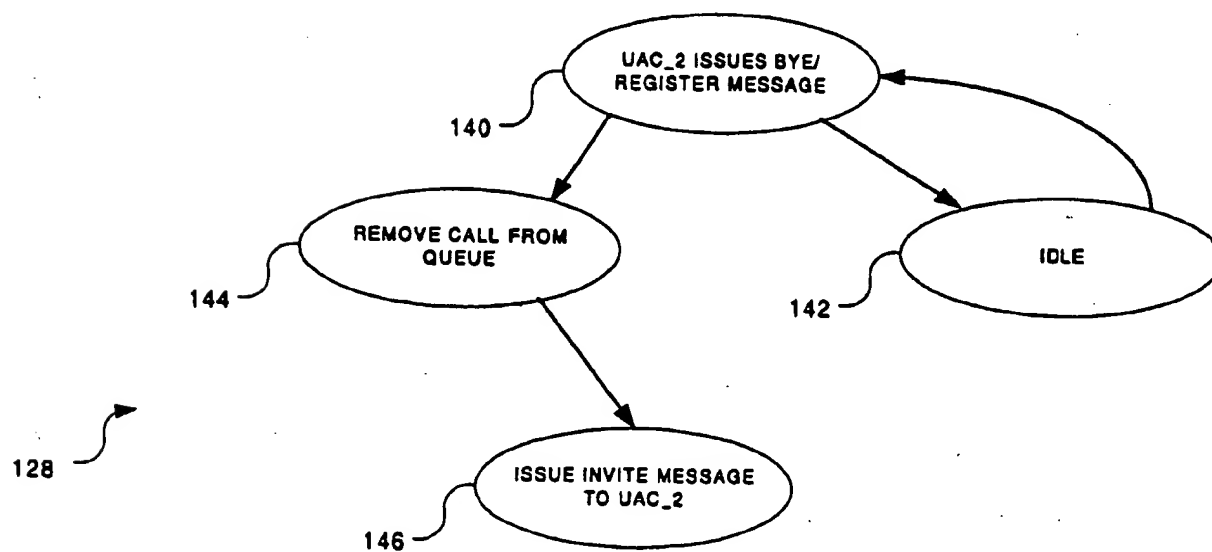 UAC_2 ISSUES BYE/
REGISTER MESSAGE
140
REMOVE CALL FROM
QUEUE
144
IDLE
142
128
ISSUE INVITE MESSAGE
TO UAC_2
146